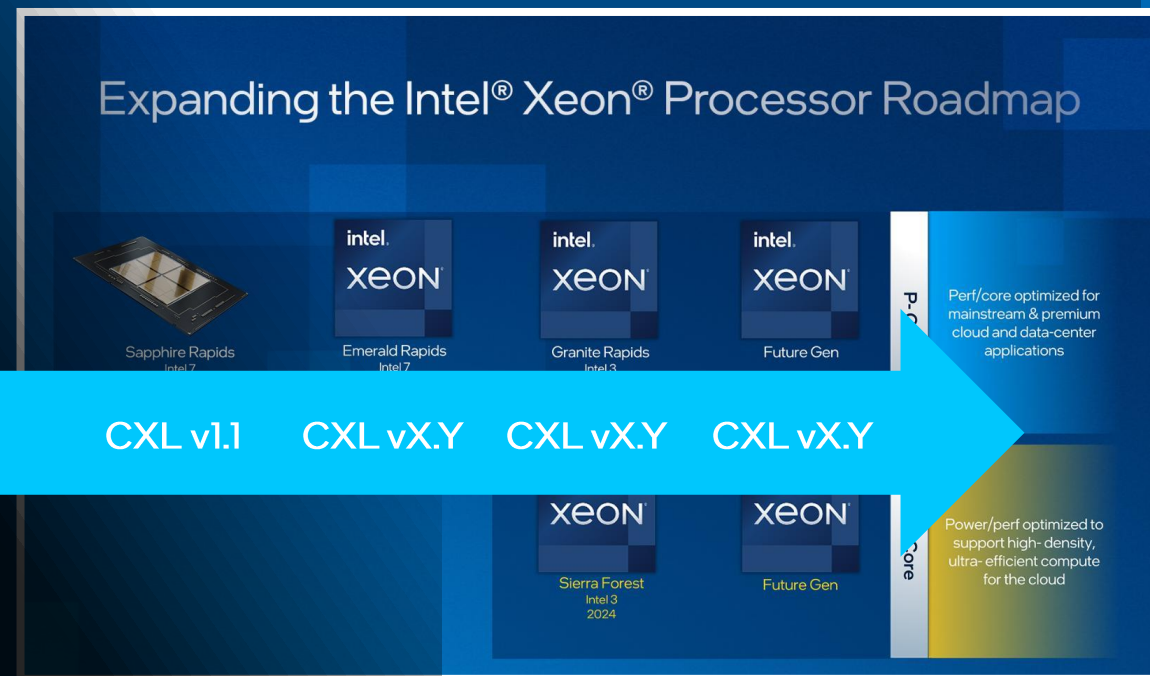 Expanding the Intel® Xeon® Processor Roadmap
intel.
xeon
intel.
xeon
intel.
xeon
Sapphire Rapids
Intel 7
Emerald Rapids
Intel 7
Granite Rapids
Intel 3
Future Gen
P-
Perf/core optimized for
mainstream & premium
cloud and data-center
applications
CXL v1.1
CXL vX.Y
CXL vX.Y
CXL vX.Y
xeon
xeon
Sierra Forest
Intel 3
2024
Future Gen
Core
Power/perf optimized to
support high- density,
ultra- efficient compute
for the cloud